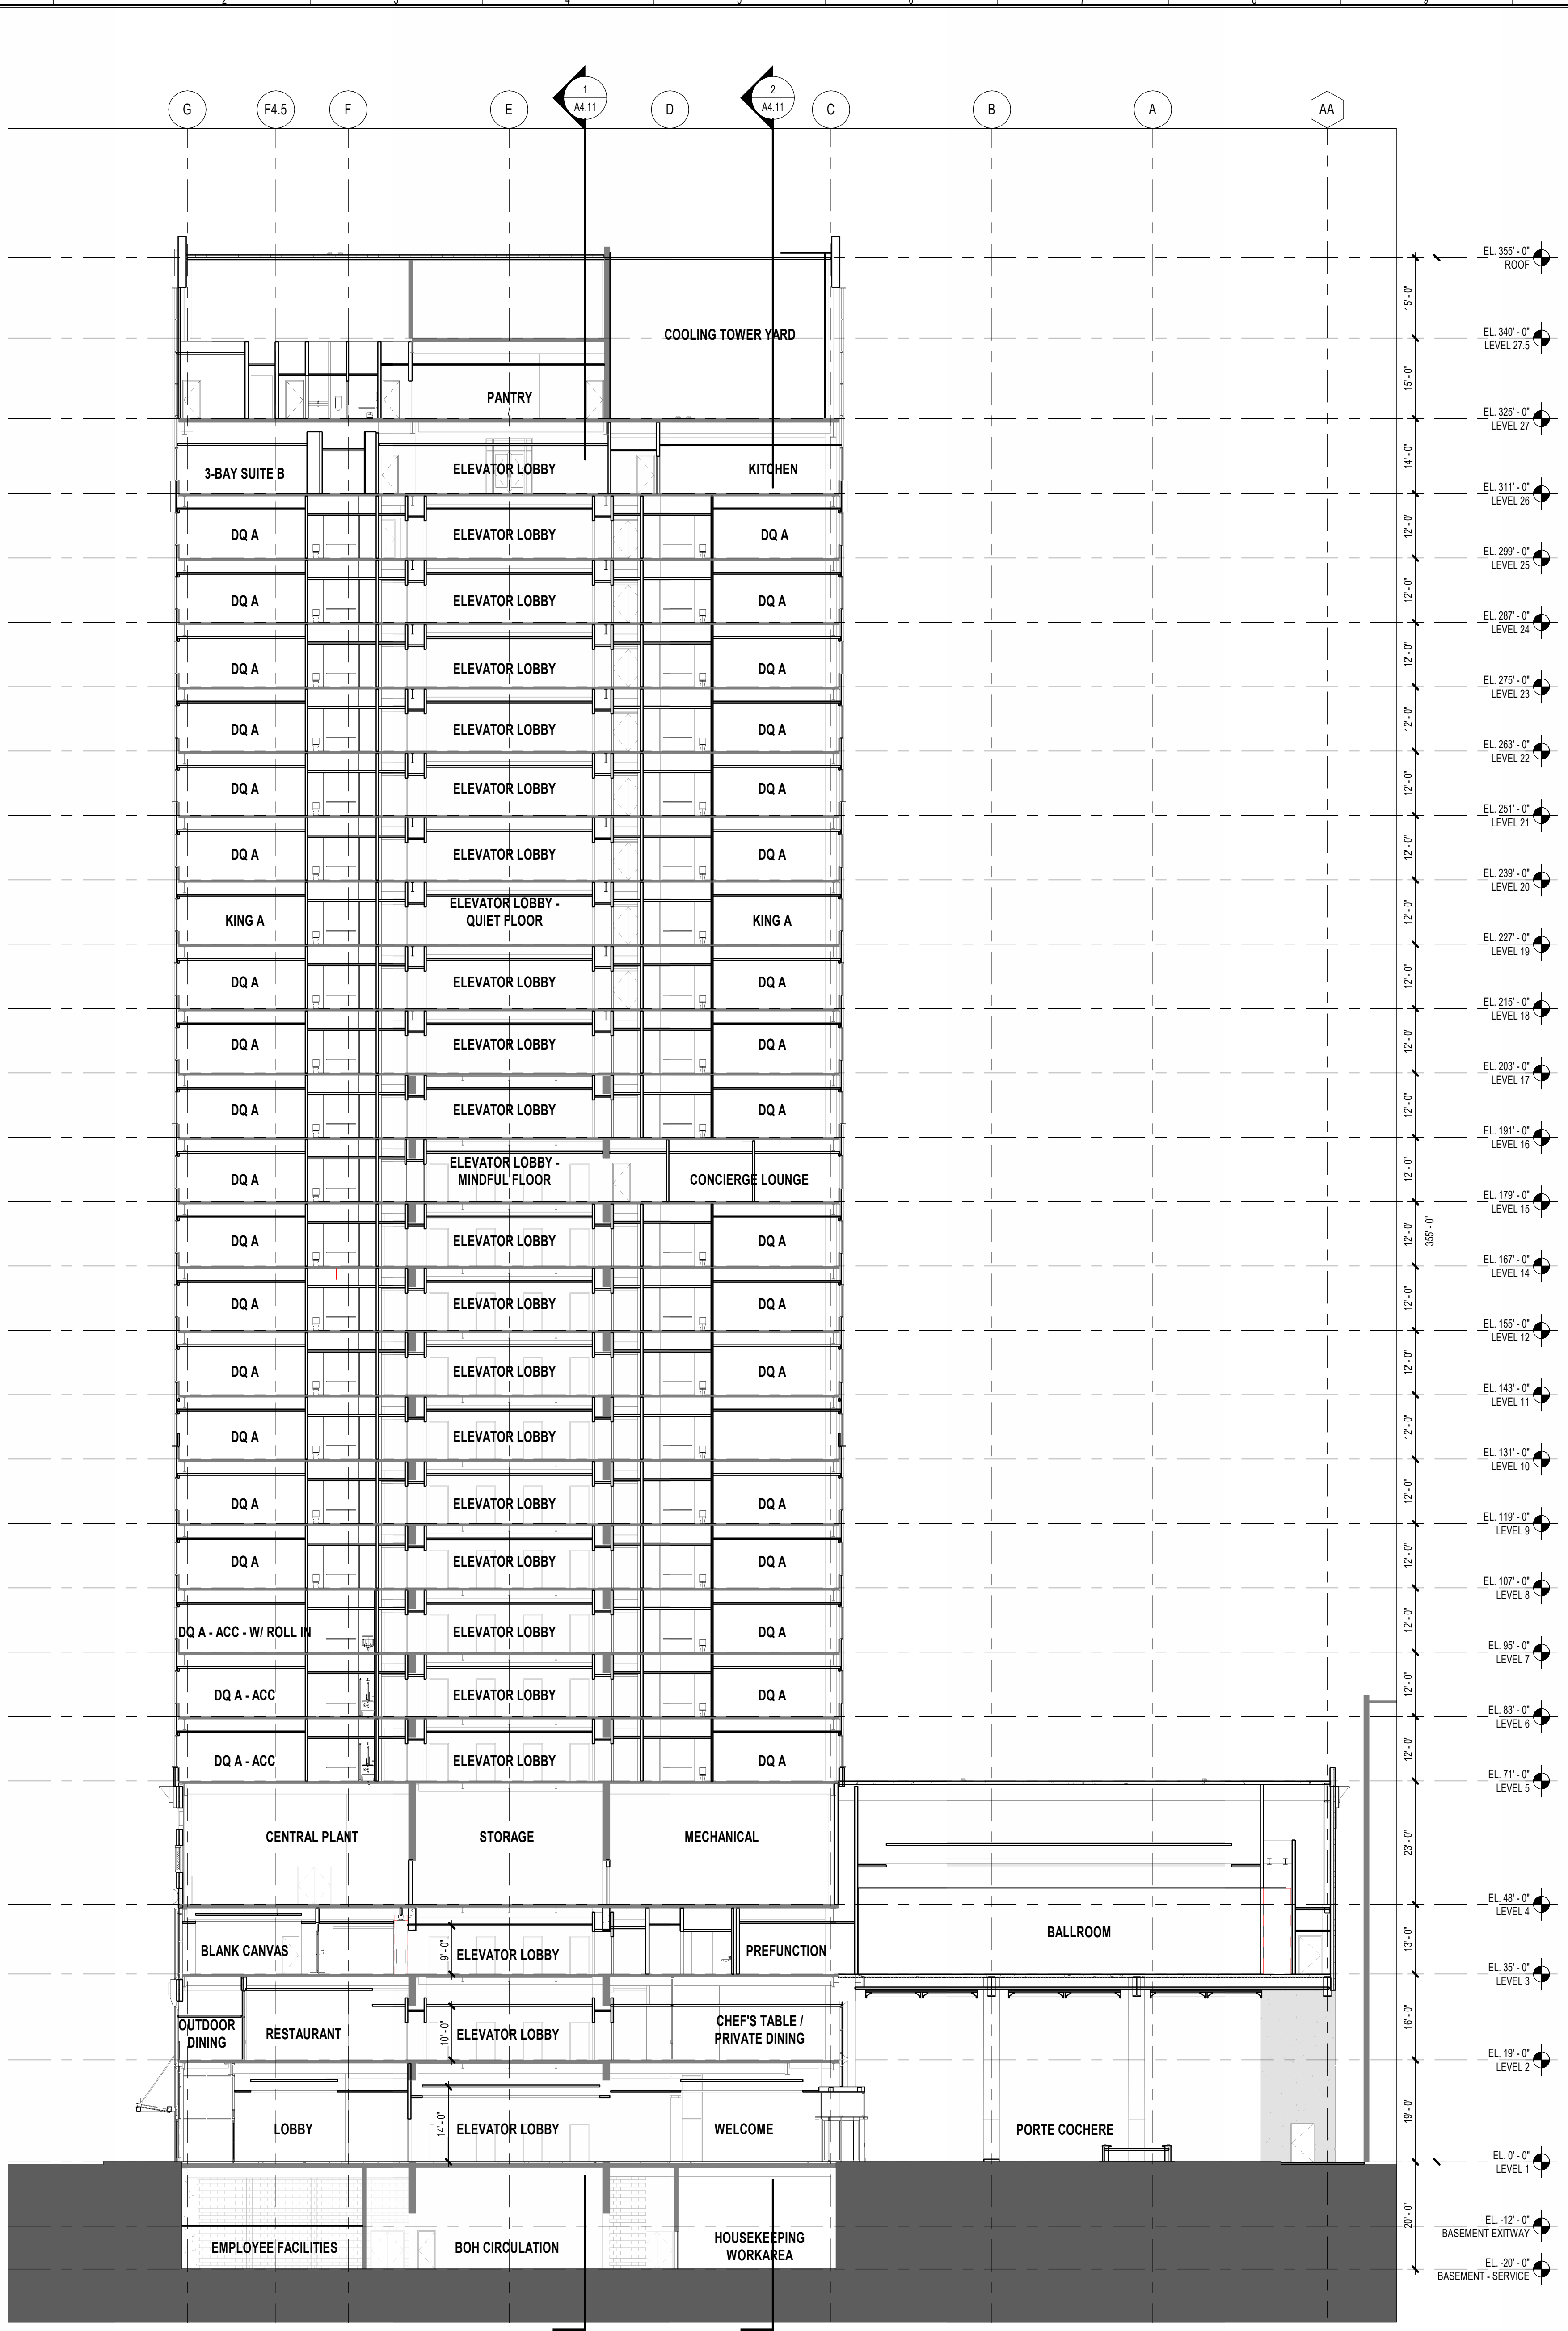 2 3 4 5 6 7 8 9
G F4.5 F E 1 A4.11 D 2 A4.11 C B A AA
EL. 355' - 0"
ROOF
15' - 0"
COOLING TOWER YARD
EL. 340' - 0"
LEVEL 27.5
15' - 0"
PANTRY
EL. 325' - 0"
LEVEL 27
14' - 0"
3-BAY SUITE B ELEVATOR LOBBY KITCHEN
EL. 311' - 0"
LEVEL 26
12' - 0"
DQ A ELEVATOR LOBBY DQ A
EL. 299' - 0"
LEVEL 25
12' - 0"
DQ A ELEVATOR LOBBY DQ A
EL. 287' - 0"
LEVEL 24
12' - 0"
DQ A ELEVATOR LOBBY DQ A
EL. 275' - 0"
LEVEL 23
12' - 0"
DQ A ELEVATOR LOBBY DQ A
EL. 263' - 0"
LEVEL 22
12' - 0"
DQ A ELEVATOR LOBBY DQ A
EL. 251' - 0"
LEVEL 21
12' - 0"
DQ A ELEVATOR LOBBY DQ A
EL. 239' - 0"
LEVEL 20
12' - 0"
ELEVATOR LOBBY -
KING A QUIET FLOOR KING A
EL. 227' - 0"
LEVEL 19
12' - 0"
DQ A ELEVATOR LOBBY DQ A
EL. 215' - 0"
LEVEL 18
12' - 0"
DQ A ELEVATOR LOBBY DQ A
EL. 203' - 0"
LEVEL 17
12' - 0"
DQ A ELEVATOR LOBBY DQ A
EL. 191' - 0"
LEVEL 16
12' - 0"
ELEVATOR LOBBY -
DQ A MINDFUL FLOOR CONCIERGE LOUNGE
EL. 179' - 0"
LEVEL 15
12' - 0"
355' - 0"
DQ A ELEVATOR LOBBY DQ A
EL. 167' - 0"
LEVEL 14
12' - 0"
DQ A ELEVATOR LOBBY DQ A
EL. 155' - 0"
LEVEL 12
12' - 0"
DQ A ELEVATOR LOBBY DQ A
EL. 143' - 0"
LEVEL 11
12' - 0"
DQ A ELEVATOR LOBBY
EL. 131' - 0"
LEVEL 10
12' - 0"
DQ A ELEVATOR LOBBY DQ A
EL. 119' - 0"
LEVEL 9
12' - 0"
DQ A ELEVATOR LOBBY DQ A
EL. 107' - 0"
LEVEL 8
12' - 0"
DQ A - ACC - W/ ROLL IN ELEVATOR LOBBY DQ A
EL. 95' - 0"
LEVEL 7
12' - 0"
DQ A - ACC ELEVATOR LOBBY DQ A
EL. 83' - 0"
LEVEL 6
12' - 0"
DQ A - ACC ELEVATOR LOBBY DQ A
EL. 71' - 0"
LEVEL 5
23' - 0"
CENTRAL PLANT STORAGE MECHANICAL
EL. 48' - 0"
LEVEL 4
13' - 0"
BLANK CANVAS 9' - 0" ELEVATOR LOBBY PREFUNCTION BALLROOM
EL. 35' - 0"
LEVEL 3
16' - 0"
OUTDOOR
DINING
RESTAURANT 10' - 0" ELEVATOR LOBBY
CHEF'S TABLE /
PRIVATE DINING
EL. 19' - 0"
LEVEL 2
19' - 0"
LOBBY 14' - 0" ELEVATOR LOBBY WELCOME PORTE COCHERE
EL. 0' - 0"
LEVEL 1
20' - 0"
EL. -12' - 0"
BASEMENT EXITWAY
EMPLOYEE FACILITIES BOH CIRCULATION
HOUSEKEEPING
WORKAREA
EL. -20' - 0"
BASEMENT - SERVICE